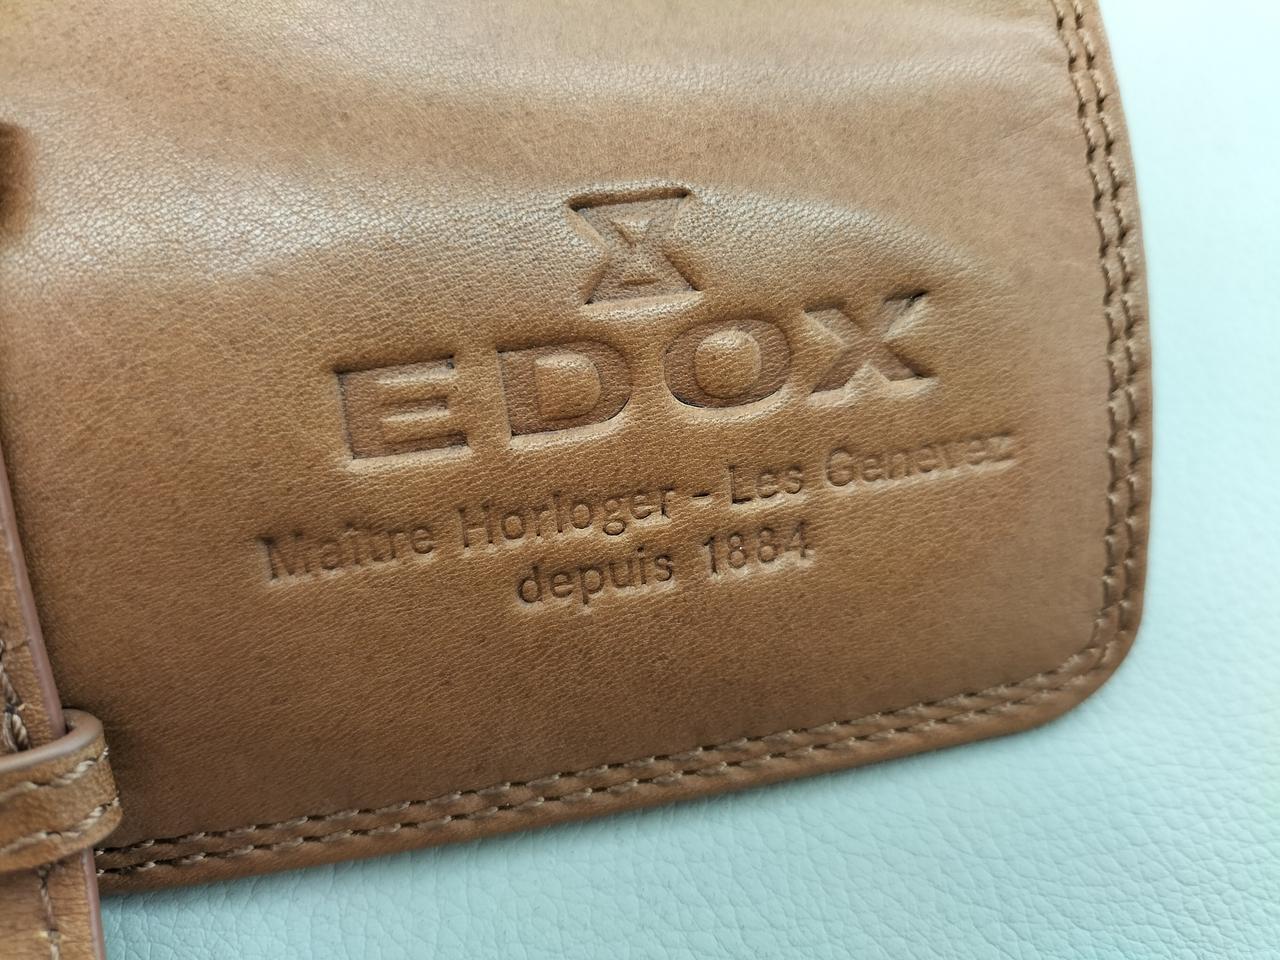 EDOX
Maître Horloger - Les Genevez
depuis 1884